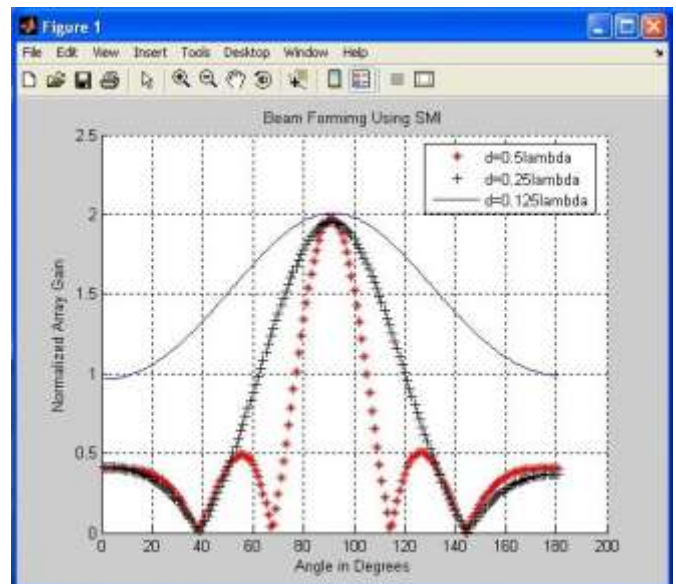 Figure 1
File Edit View Insert Tools Desktop Window Help
Beam Forming Using SMI
d=0.5lambda
d=0.25lambda
d=0.125lambda
Normalized Array Gain
2.5
2
1.5
1
0.5
0
0 20 40 60 80 100 120 140 160 180 200
Angle in Degrees